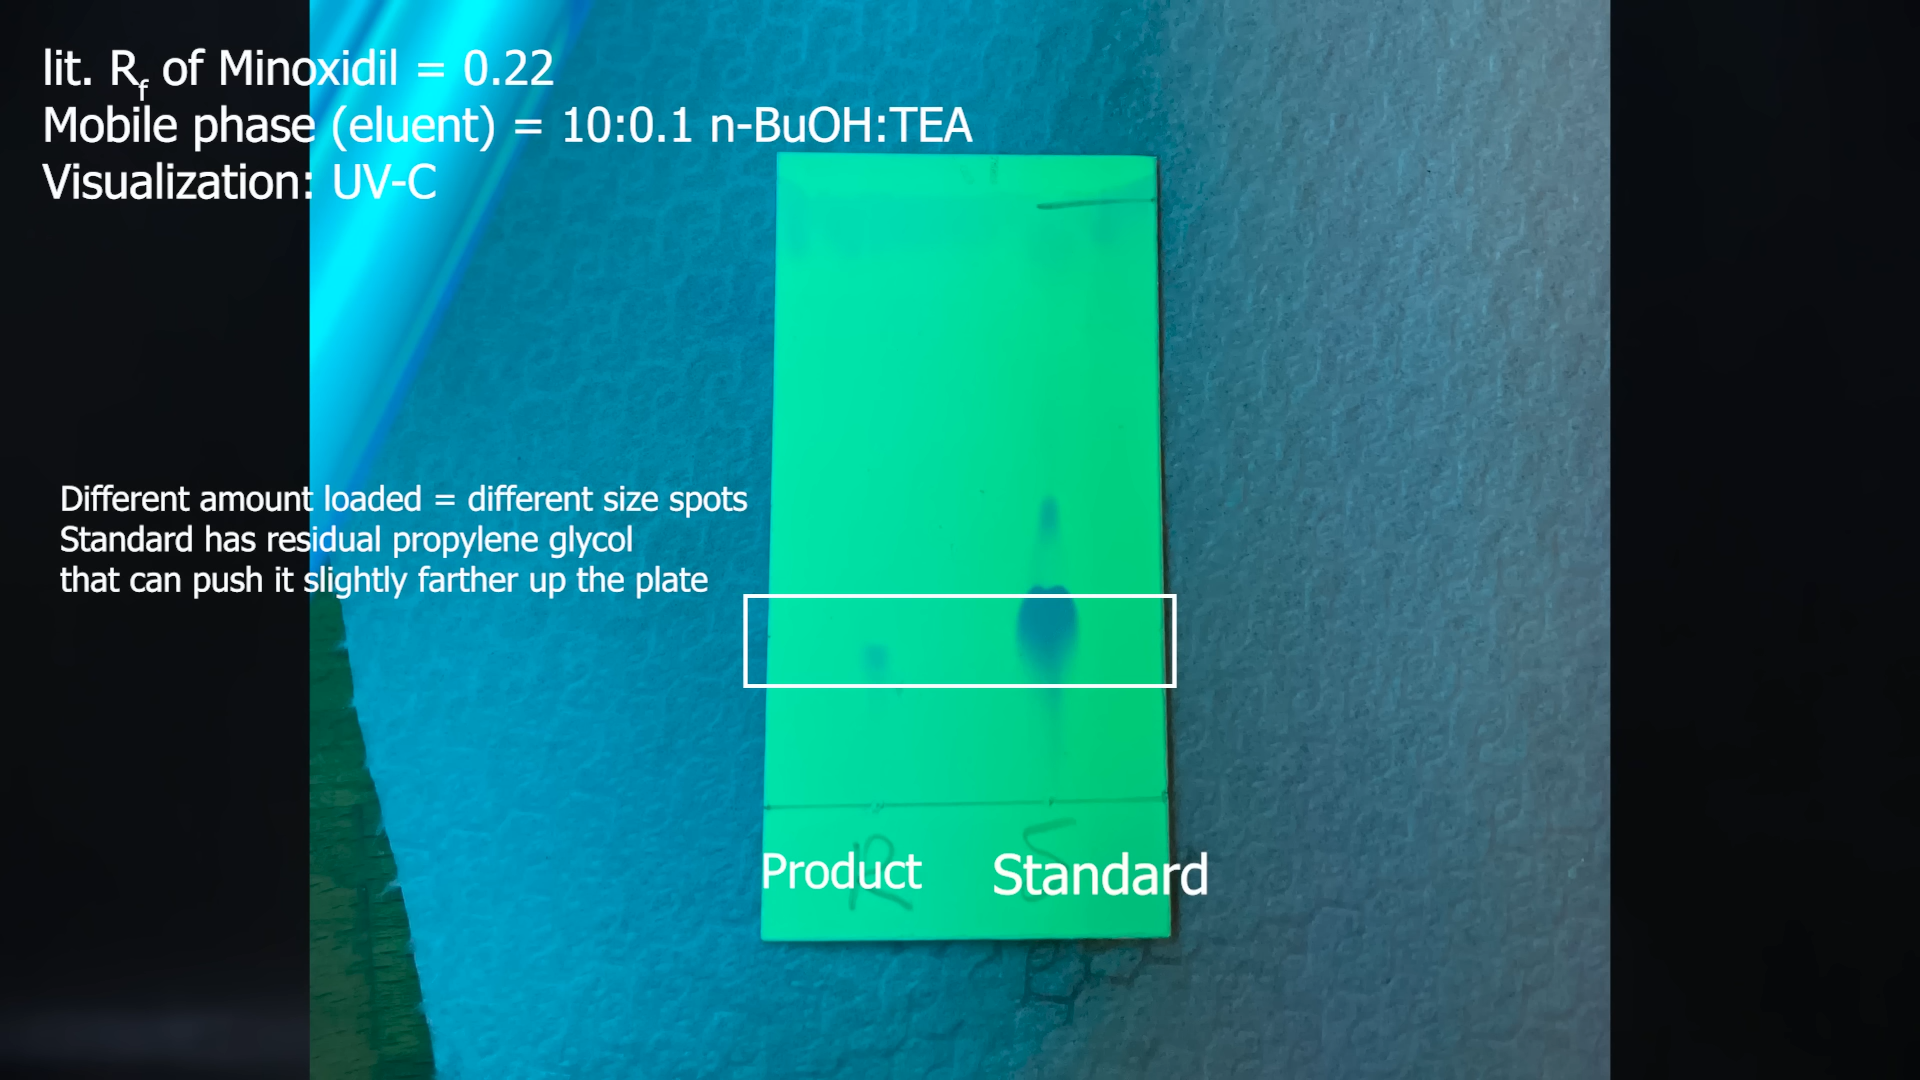 lit. Rf of Minoxidil = 0.22
Mobile phase (eluent) = 10:0.1 n-BuOH:TEA
Visualization: UV-C
Different amount loaded = different size spots
Standard has residual propylene glycol
that can push it slightly farther up the plate
Product Standard